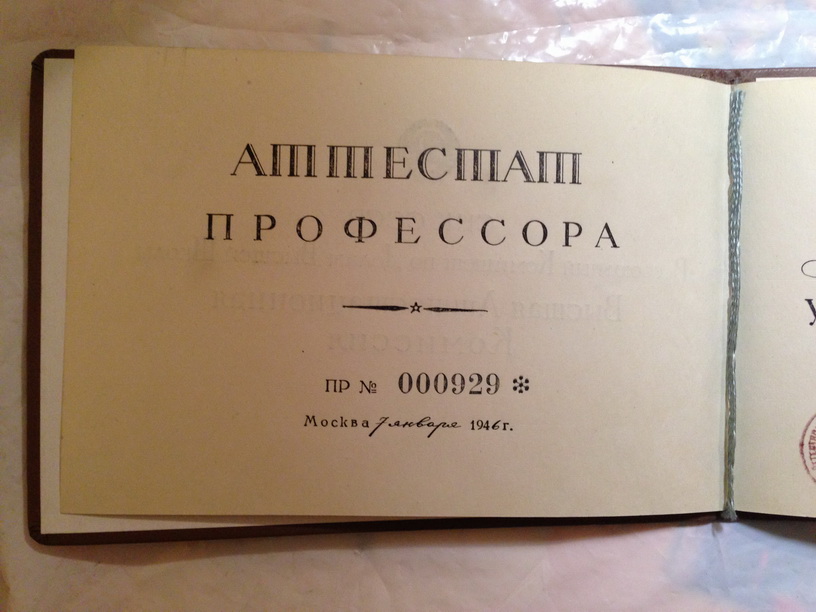 АТТЕСТАТ
ПРОФЕССОРА
ПР № 000929
Москва 7 января 1946 г.